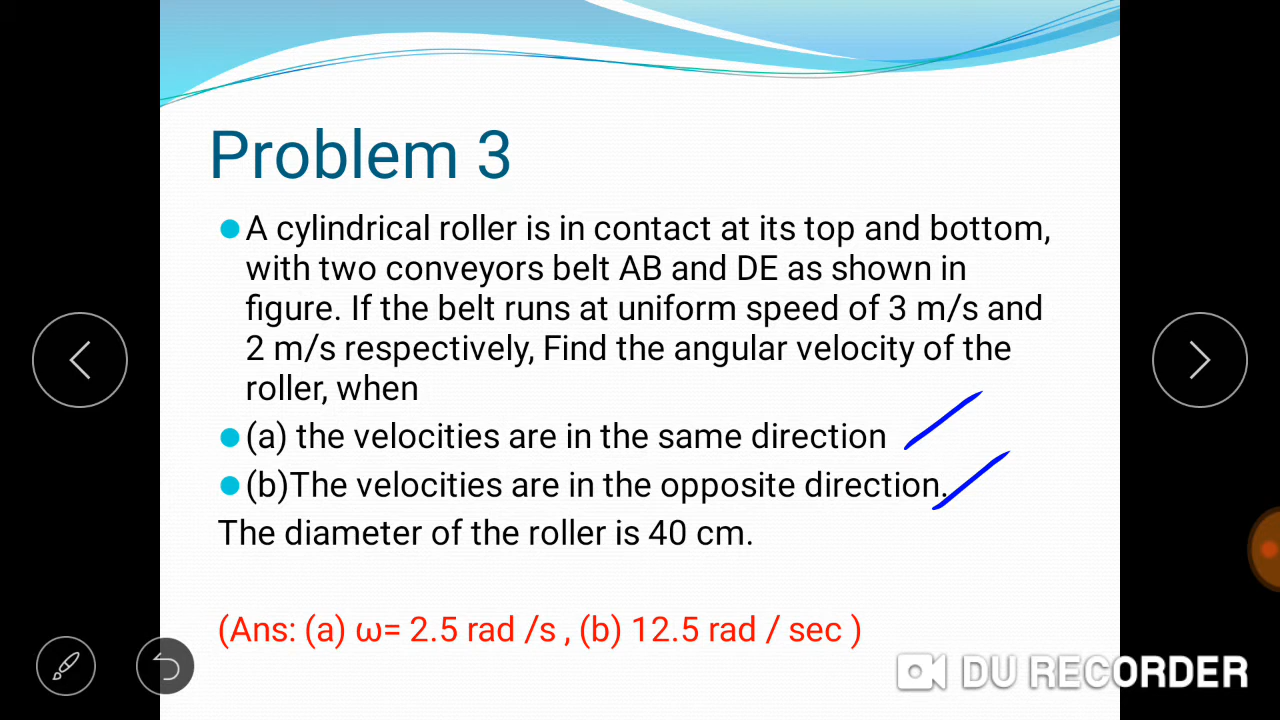 Problem 3
A cylindrical roller is in contact at its top and bottom,
with two conveyors belt AB and DE as shown in
figure. If the belt runs at uniform speed of 3 m/s and
2 m/s respectively, Find the angular velocity of the
roller, when
(a) the velocities are in the same direction
(b)The velocities are in the opposite direction.
The diameter of the roller is 40 cm.
(Ans: (a) ω= 2.5 rad /s , (b) 12.5 rad / sec )
DU RECORDER